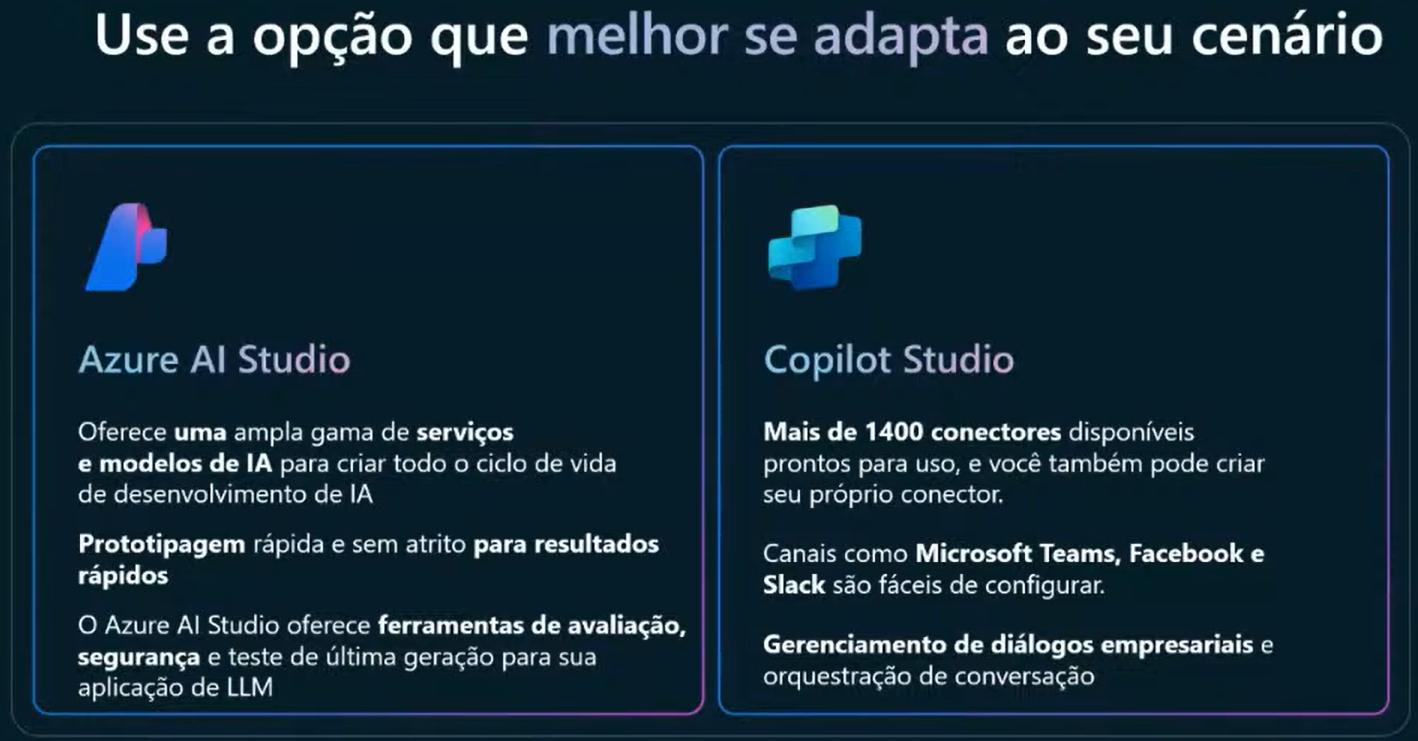 Use a opção que melhor se adapta ao seu cenário
Azure AI Studio
Oferece uma ampla gama de serviços
e modelos de IA para criar todo o ciclo de vida
de desenvolvimento de IA
Prototipagem rápida e sem atrito para resultados
rápidos
O Azure AI Studio oferece ferramentas de avaliação,
segurança e teste de última geração para sua
aplicação de LLM
Copilot Studio
Mais de 1400 conectores disponíveis
prontos para uso, e você também pode criar
seu próprio conector.
Canais como Microsoft Teams, Facebook e
Slack são fáceis de configurar.
Gerenciamento de diálogos empresariais e
orquestração de conversação